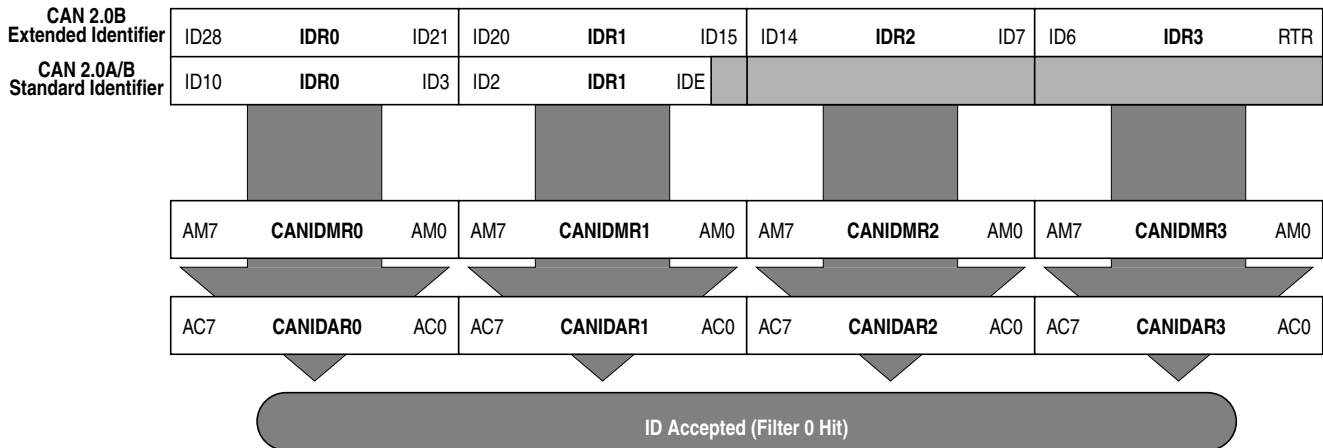 CAN 2.0B
Extended Identifier
ID28 IDR0 ID21 ID20 IDR1 ID15 ID14 IDR2 ID7 ID6 IDR3 RTR
CAN 2.0A/B
Standard Identifier
ID10 IDR0 ID3 ID2 IDR1 IDE
AM7 CANIDMR0 AM0 AM7 CANIDMR1 AM0 AM7 CANIDMR2 AM0 AM7 CANIDMR3 AM0
AC7 CANIDAR0 AC0 AC7 CANIDAR1 AC0 AC7 CANIDAR2 AC0 AC7 CANIDAR3 AC0
ID Accepted (Filter 0 Hit)